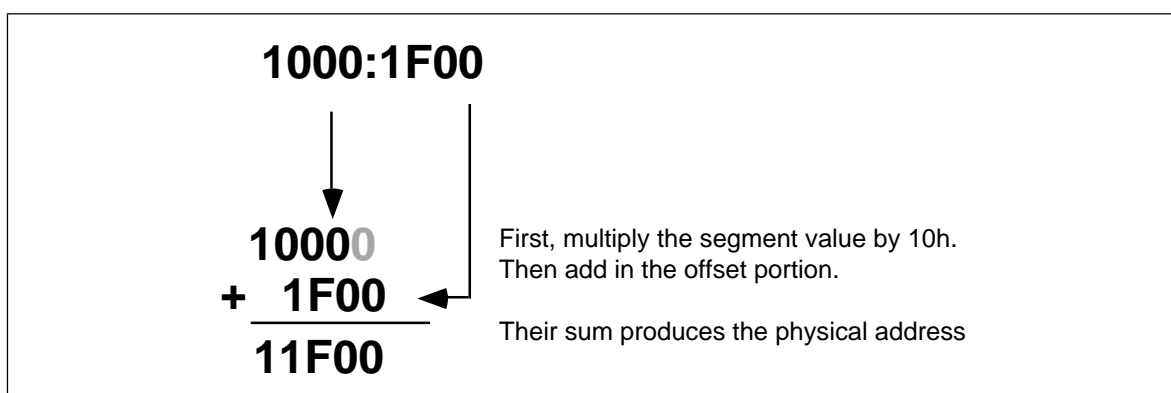 1000:1F00
10000
+ 1F00
11F00
First, multiply the segment value by 10h.
Then add in the offset portion.
Their sum produces the physical address